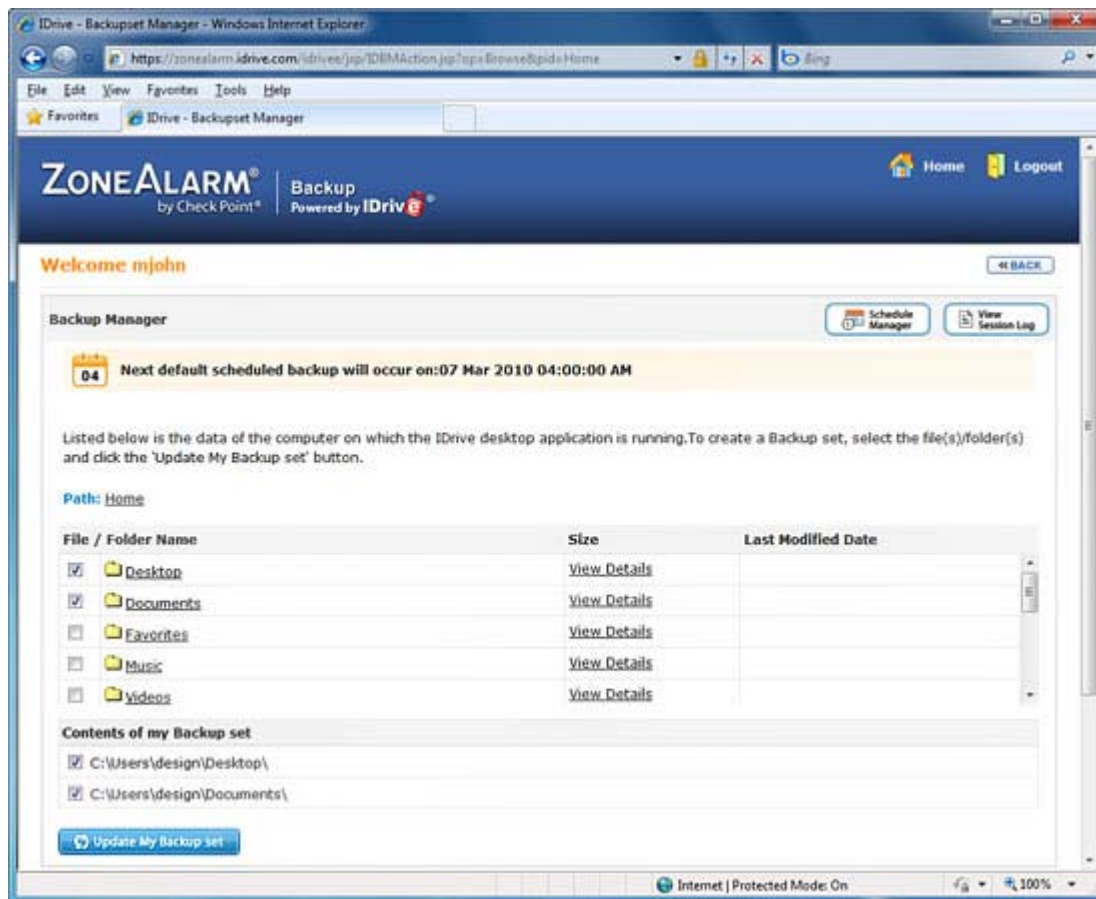 IDrive - Backupset Manager - Windows Internet Explorer
https://zonealarm.idrive.com/idrivee/jsp/IDBMAction.jsp?op=Browse&pid=Home
Bing
File Edit View Favorites Tools Help
Favorites IDrive - Backupset Manager
ZONEALARM® by Check Point®
Backup
Powered by IDrive®
Home Logout
Welcome mjohn
BACK
Backup Manager
Schedule Manager
View Session Log
04 Next default scheduled backup will occur on:07 Mar 2010 04:00:00 AM
Listed below is the data of the computer on which the IDrive desktop application is running.To create a Backup set, select the file(s)/folder(s)
and click the 'Update My Backup set' button.
Path: Home
File / Folder Name Size Last Modified Date
Desktop View Details
Documents View Details
Favorites View Details
Music View Details
Videos View Details
Contents of my Backup set
C:\Users\design\Desktop\
C:\Users\design\Documents\
Update My Backup set
Internet | Protected Mode: On 100%